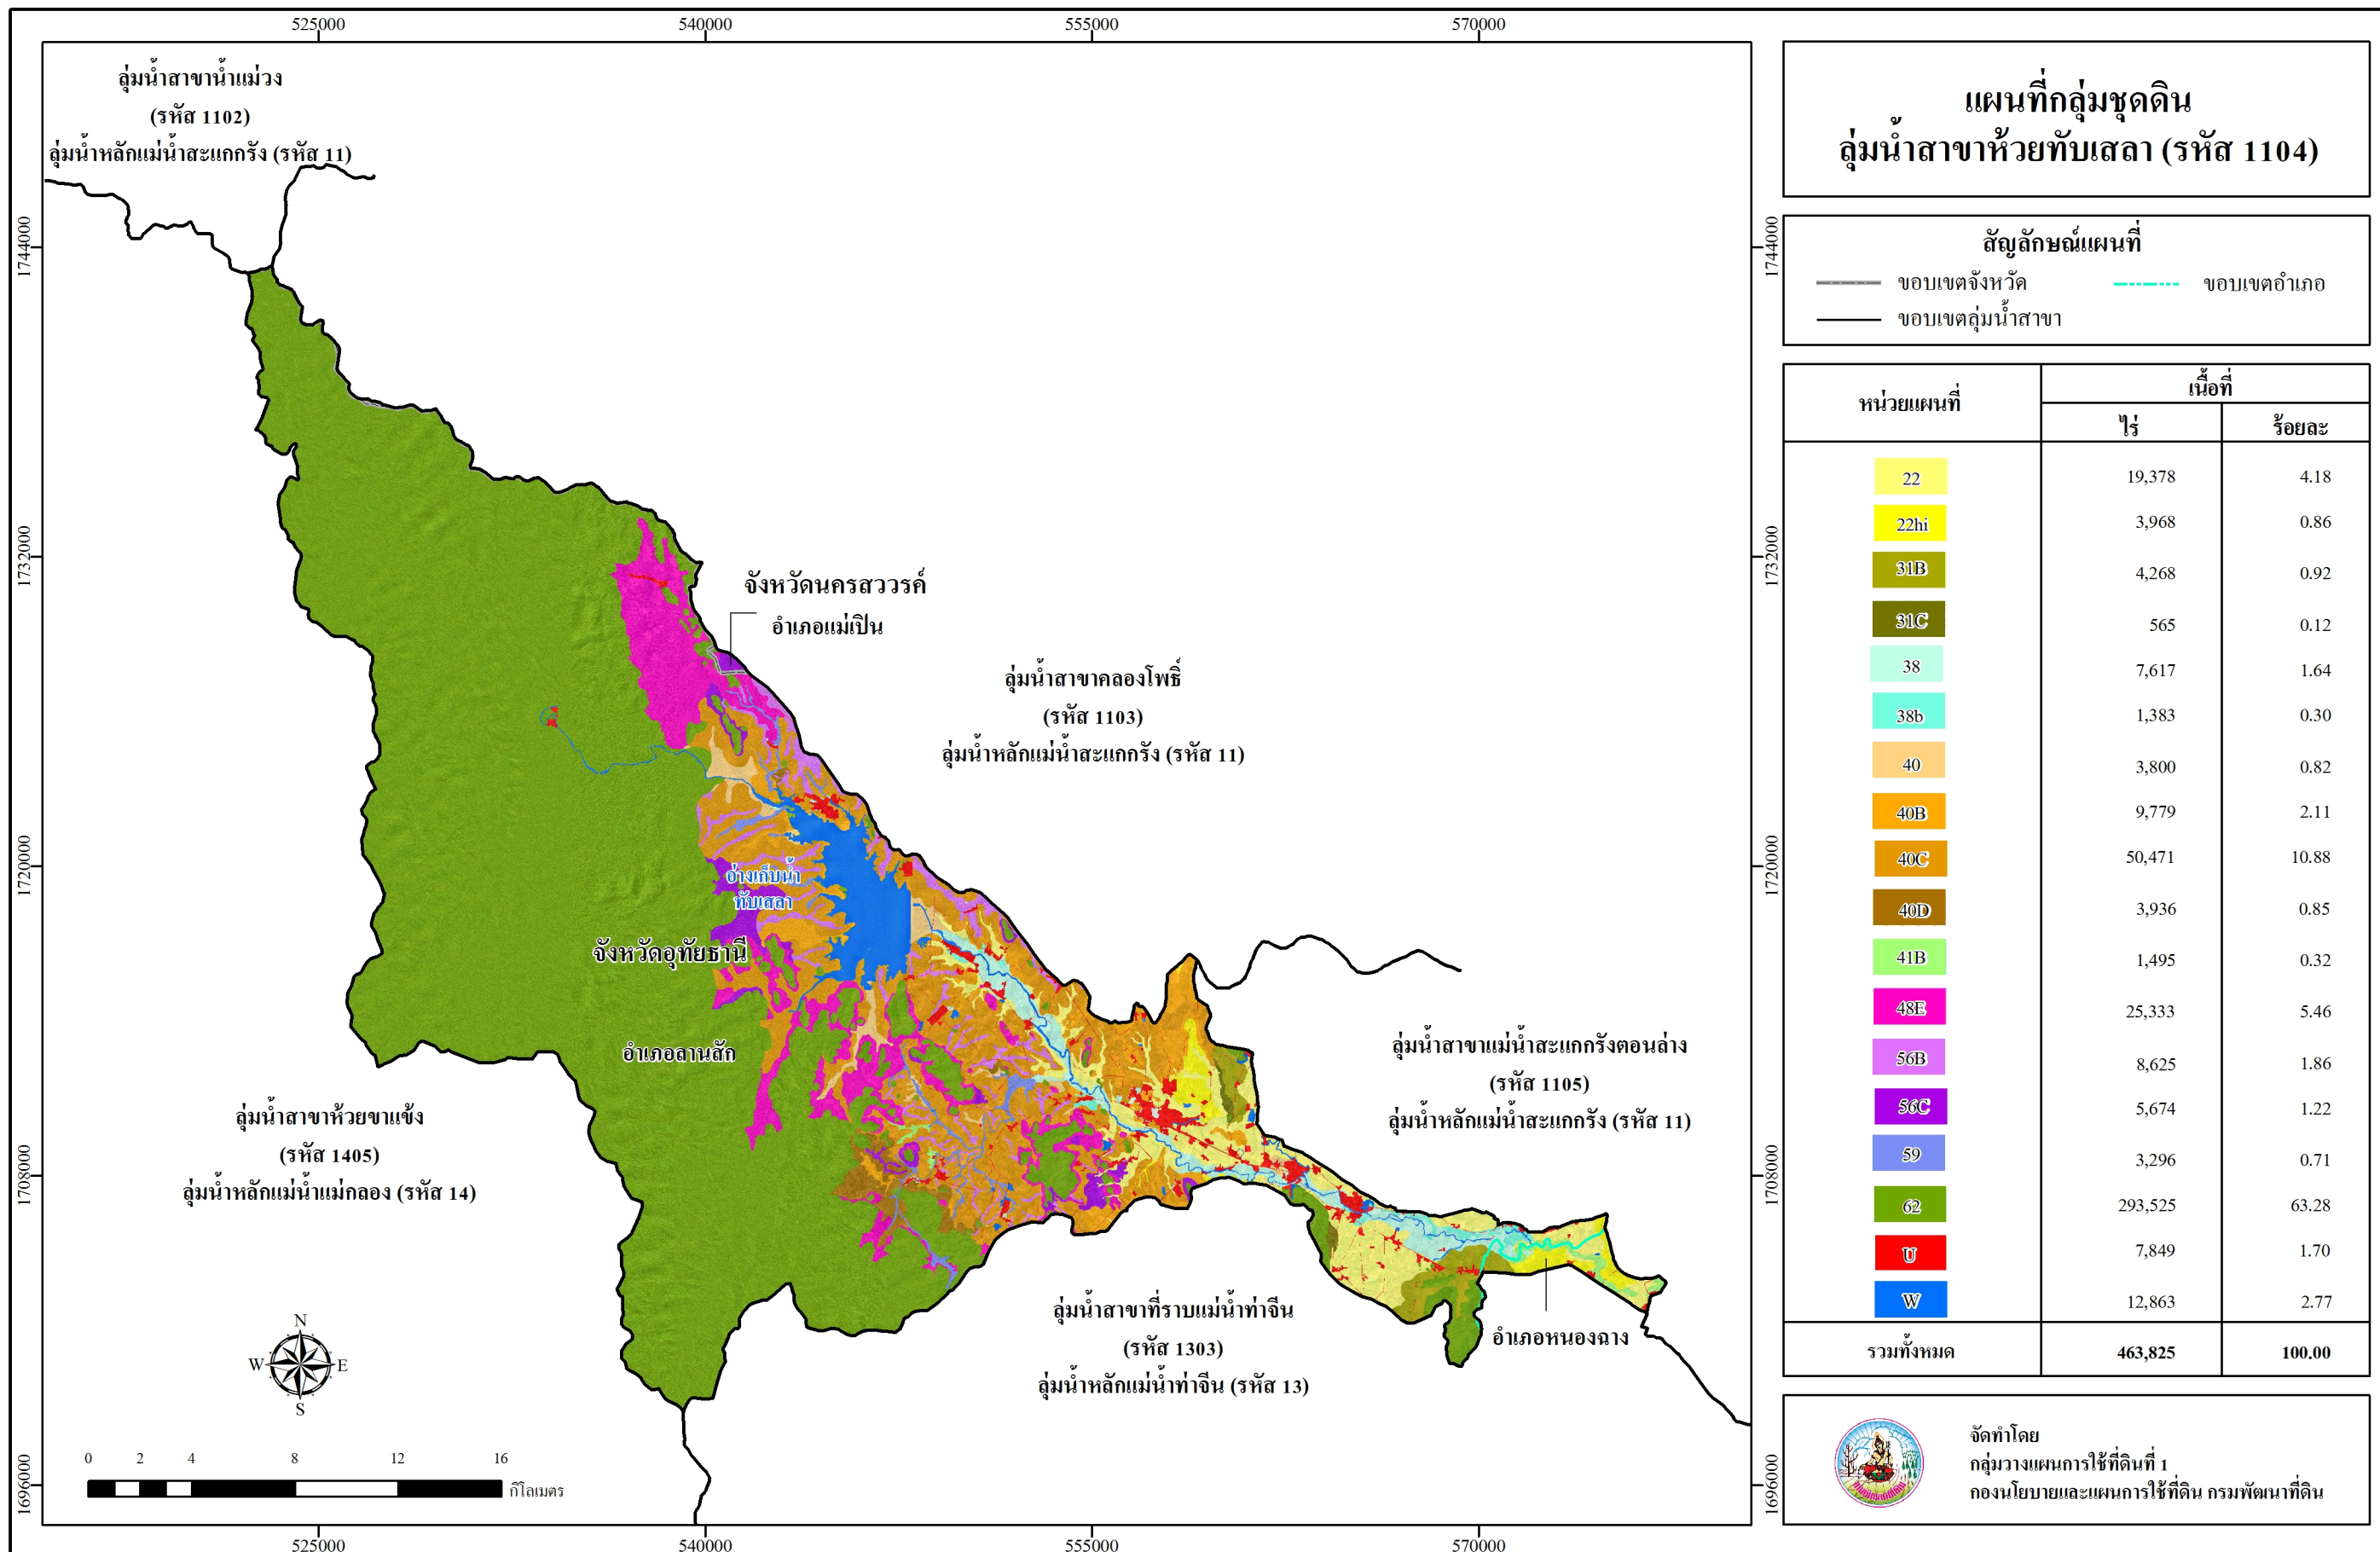 525000
540000
555000
570000
ลุ่มน้ำสาขาน้ำแม่วง
(รหัส 1102)
ลุ่มน้ำหลักแม่น้ำสะแกกรัง (รหัส 11)
1744000
1732000
1720000
1708000
1696000
จังหวัดนครสววรค์
อำเภอแม่เปิน
ลุ่มน้ำสาขาคลองโพธิ์
(รหัส 1103)
ลุ่มน้ำหลักแม่น้ำสะแกกรัง (รหัส 11)
อ่างเก็บน้ำ
ทับเสลา
จังหวัดอุทัยธานี
อำเภอลานสัก
ลุ่มน้ำสาขาแม่น้ำสะแกกรังตอนล่าง
(รหัส 1105)
ลุ่มน้ำหลักแม่น้ำสะแกกรัง (รหัส 11)
ลุ่มน้ำสาขาห้วยขาแข้ง
(รหัส 1405)
ลุ่มน้ำหลักแม่น้ำแม่กลอง (รหัส 14)
ลุ่มน้ำสาขาที่ราบแม่น้ำท่าจีน
(รหัส 1303)
ลุ่มน้ำหลักแม่น้ำท่าจีน (รหัส 13)
อำเภอหนองฉาง
N
W E
S
0 2 4 8 12 16
กิโลเมตร
525000
540000
555000
570000
1744000
1732000
1720000
1708000
1696000
แผนที่กลุ่มชุดดิน
ลุ่มน้ำสาขาห้วยทับเสลา (รหัส 1104)
สัญลักษณ์แผนที่
ขอบเขตจังหวัด ขอบเขตอำเภอ
ขอบเขตลุ่มน้ำสาขา
หน่วยแผนที่ เนื้อที่
ไร่ ร้อยละ
22 19,378 4.18
22hi 3,968 0.86
31B 4,268 0.92
31C 565 0.12
38 7,617 1.64
38b 1,383 0.30
40 3,800 0.82
40B 9,779 2.11
40C 50,471 10.88
40D 3,936 0.85
41B 1,495 0.32
48E 25,333 5.46
56B 8,625 1.86
56C 5,674 1.22
59 3,296 0.71
62 293,525 63.28
U 7,849 1.70
W 12,863 2.77
รวมทั้งหมด 463,825 100.00
จัดทำโดย
กลุ่มวางแผนการใช้ที่ดินที่ 1
กองนโยบายและแผนการใช้ที่ดิน กรมพัฒนาที่ดิน